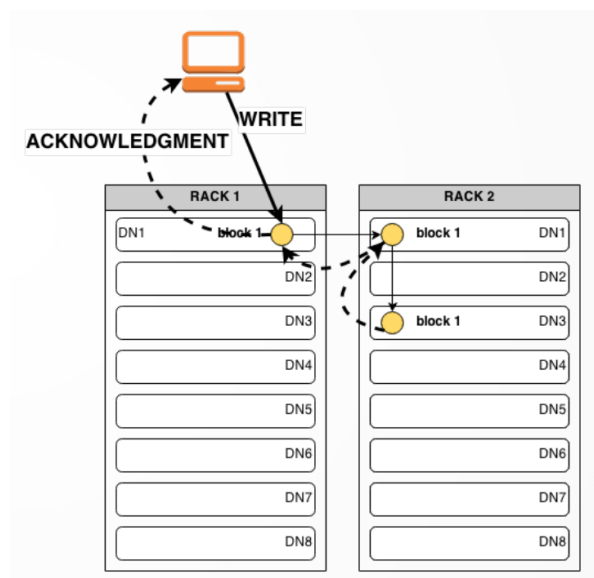 WRITE
ACKNOWLEDGMENT
RACK 1
DN1 block 1
DN2
DN3
DN4
DN5
DN6
DN7
DN8
RACK 2
block 1 DN1
DN2
block 1 DN3
DN4
DN5
DN6
DN7
DN8